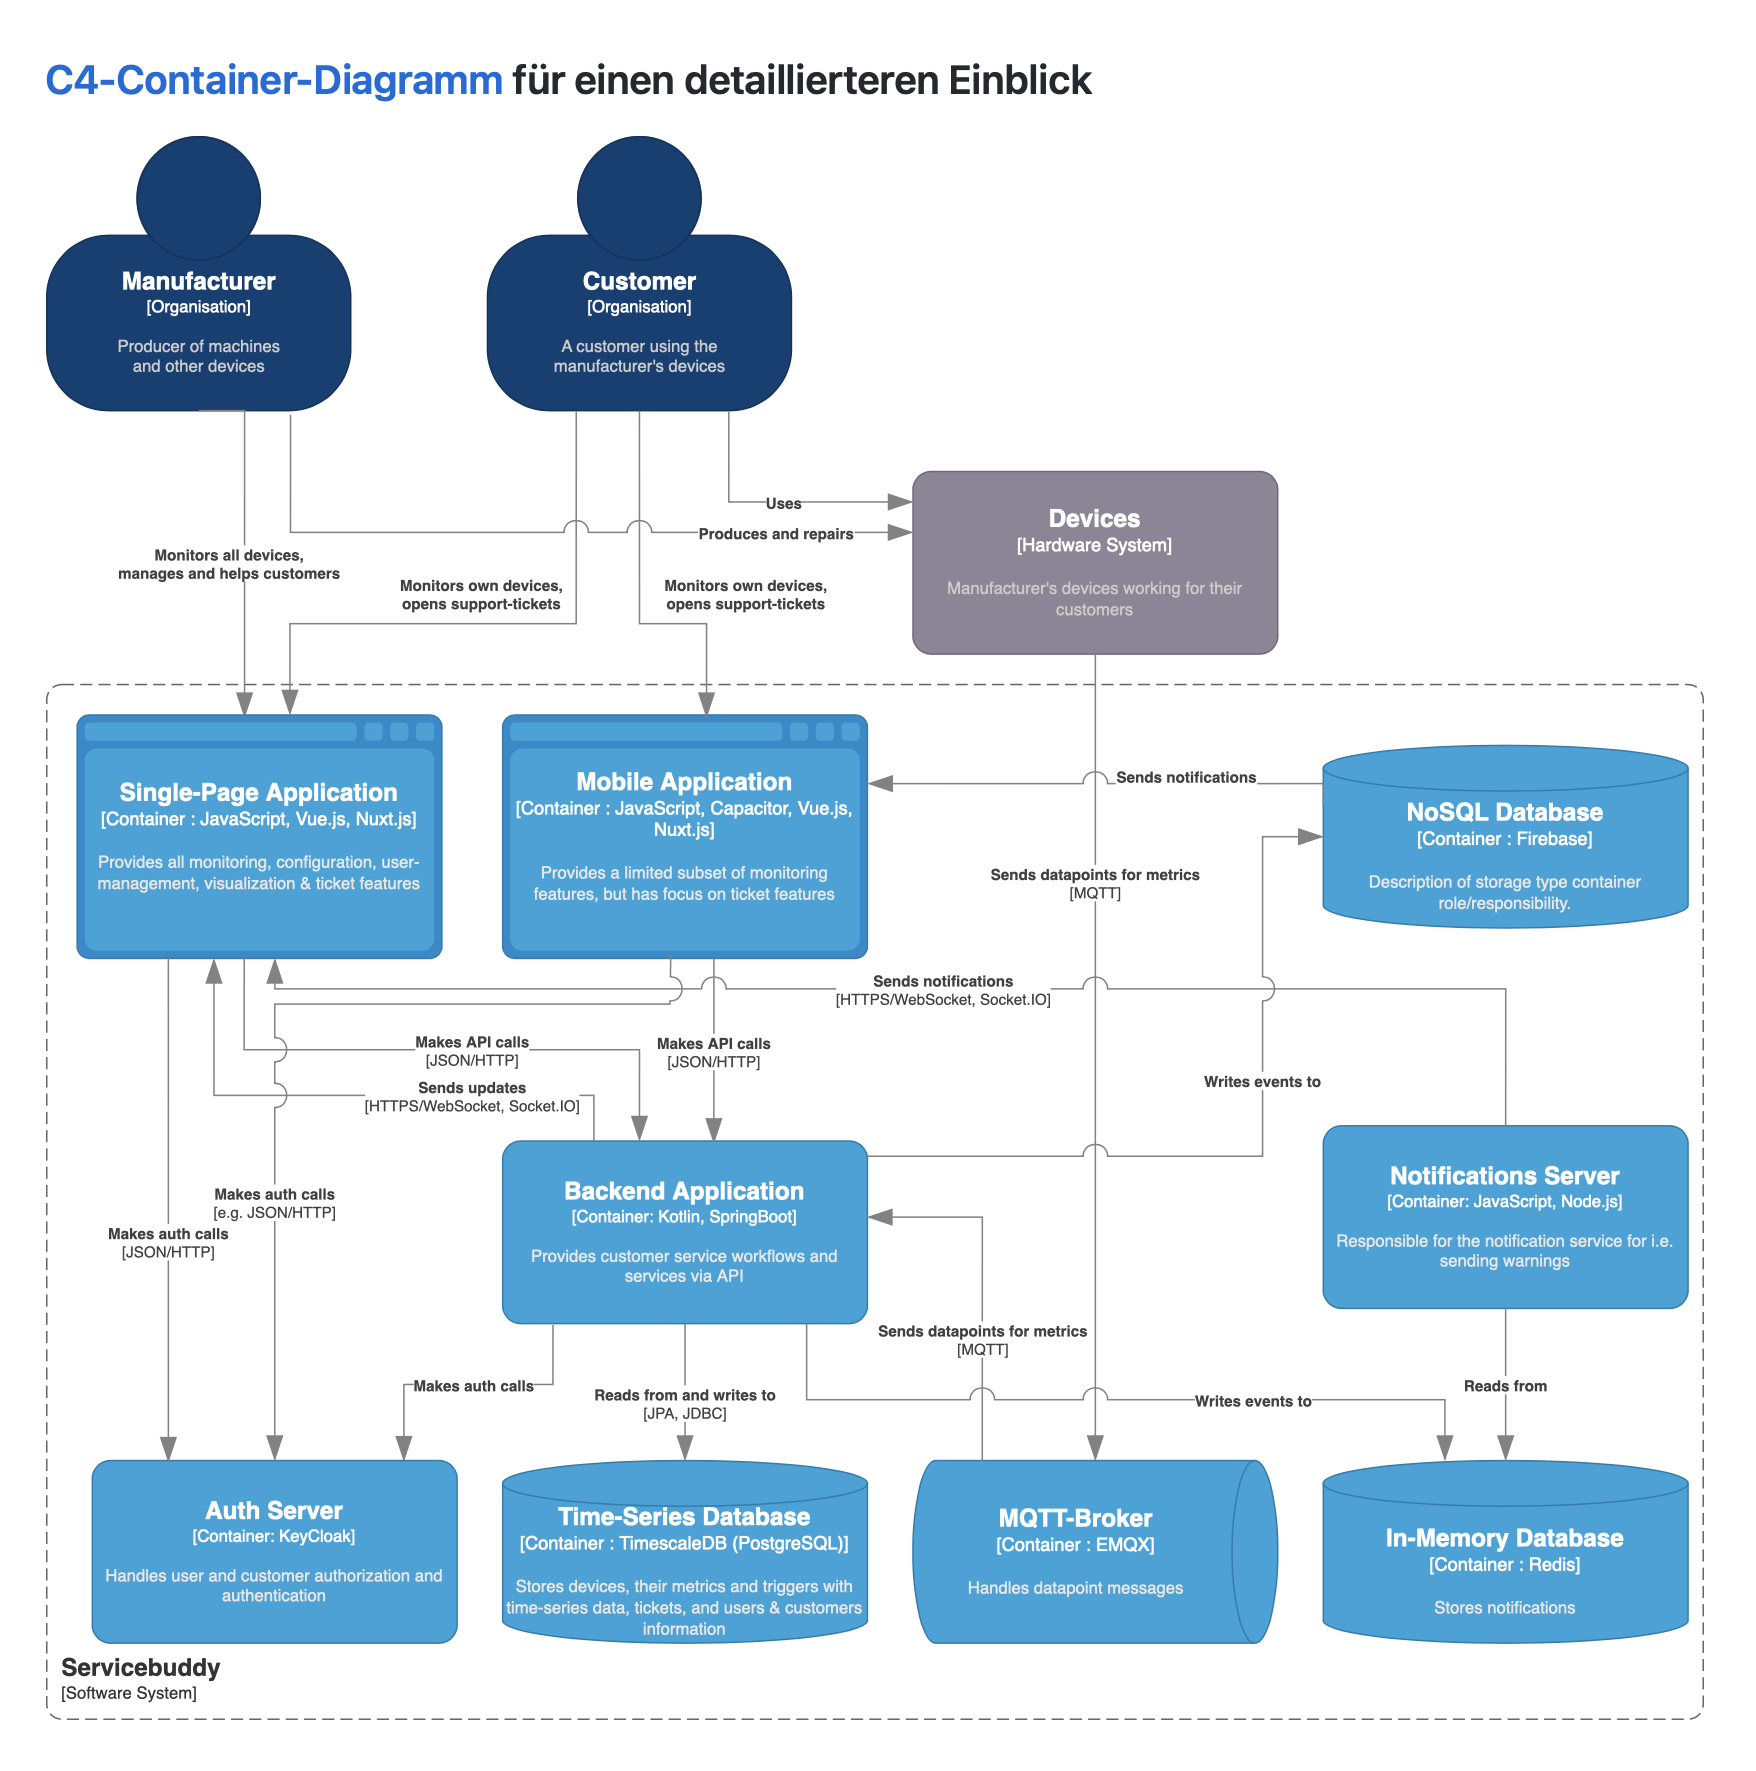 C4-Container-Diagramm für einen detaillierteren Einblick
Manufacturer
[Organisation]
Producer of machines
and other devices
Customer
[Organisation]
A customer using the
manufacturer's devices
Uses
Produces and repairs
Devices
[Hardware System]
Manufacturer's devices working for their
customers
Monitors all devices,
manages and helps customers
Monitors own devices,
opens support-tickets
Monitors own devices,
opens support-tickets
Single-Page Application
[Container : JavaScript, Vue.js, Nuxt.js]
Provides all monitoring, configuration, user-
management, visualization & ticket features
Mobile Application
[Container : JavaScript, Capacitor, Vue.js,
Nuxt.js]
Provides a limited subset of monitoring
features, but has focus on ticket features
Sends notifications
NoSQL Database
[Container : Firebase]
Description of storage type container
role/responsibility.
Sends datapoints for metrics
[MQTT]
Sends notifications
[HTTPS/WebSocket, Socket.IO]
Makes API calls
[JSON/HTTP]
Makes API calls
[JSON/HTTP]
Sends updates
[HTTPS/WebSocket, Socket.IO]
Writes events to
Makes auth calls
[e.g. JSON/HTTP]
Makes auth calls
[JSON/HTTP]
Backend Application
[Container: Kotlin, SpringBoot]
Provides customer service workflows and
services via API
Notifications Server
[Container: JavaScript, Node.js]
Responsible for the notification service for i.e.
sending warnings
Sends datapoints for metrics
[MQTT]
Makes auth calls
Reads from and writes to
[JPA, JDBC]
Writes events to
Reads from
Auth Server
[Container: KeyCloak]
Handles user and customer authorization and
authentication
Time-Series Database
[Container : TimescaleDB (PostgreSQL)]
Stores devices, their metrics and triggers with
time-series data, tickets, and users & customers
information
MQTT-Broker
[Container : EMQX]
Handles datapoint messages
In-Memory Database
[Container : Redis]
Stores notifications
Servicebuddy
[Software System]